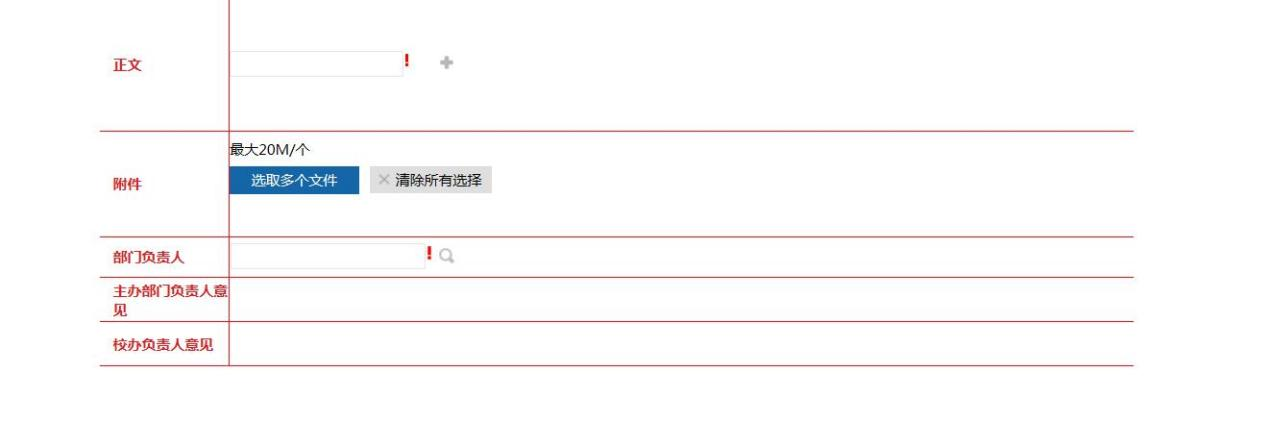 正文
!
附件
最大20M/个
选取多个文件
清除所有选择
部门负责人
!
主办部门负责人意
见
校办负责人意见